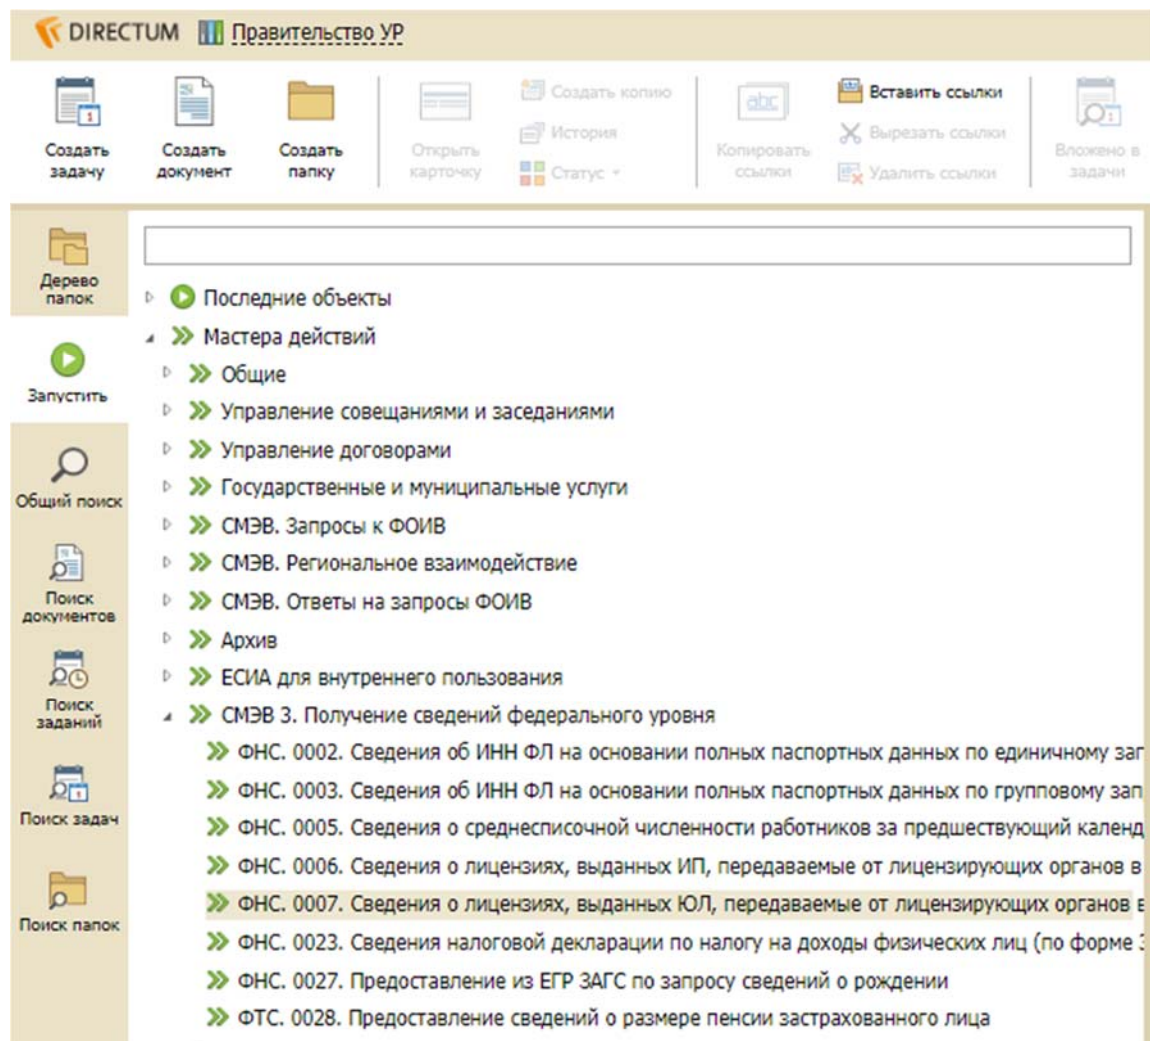 DIRECTUM Правительство УР
Создать задачу
Создать документ
Создать папку
Открыть карточку
Создать копию
История
Статус
Копировать ссылки
Вставить ссылки
Вырезать ссылки
Удалить ссылки
Вложено в задачи
Дерево папок
Запустить
Общий поиск
Поиск документов
Поиск заданий
Поиск задач
Поиск папок
Последние объекты
Мастера действий
Общие
Управление совещаниями и заседаниями
Управление договорами
Государственные и муниципальные услуги
СМЭВ. Запросы к ФОИВ
СМЭВ. Региональное взаимодействие
СМЭВ. Ответы на запросы ФОИВ
Архив
ЕСИА для внутреннего пользования
СМЭВ 3. Получение сведений федерального уровня
ФНС. 0002. Сведения об ИНН ФЛ на основании полных паспортных данных по единичному зап
ФНС. 0003. Сведения об ИНН ФЛ на основании полных паспортных данных по групповому зап
ФНС. 0005. Сведения о среднесписочной численности работников за предшествующий календ
ФНС. 0006. Сведения о лицензиях, выданных ИП, передаваемые от лицензирующих органов в
ФНС. 0007. Сведения о лицензиях, выданных ЮЛ, передаваемые от лицензирующих органов в
ФНС. 0023. Сведения налоговой декларации по налогу на доходы физических лиц (по форме 3
ФНС. 0027. Предоставление из ЕГР ЗАГС по запросу сведений о рождении
ФТС. 0028. Предоставление сведений о размере пенсии застрахованного лица